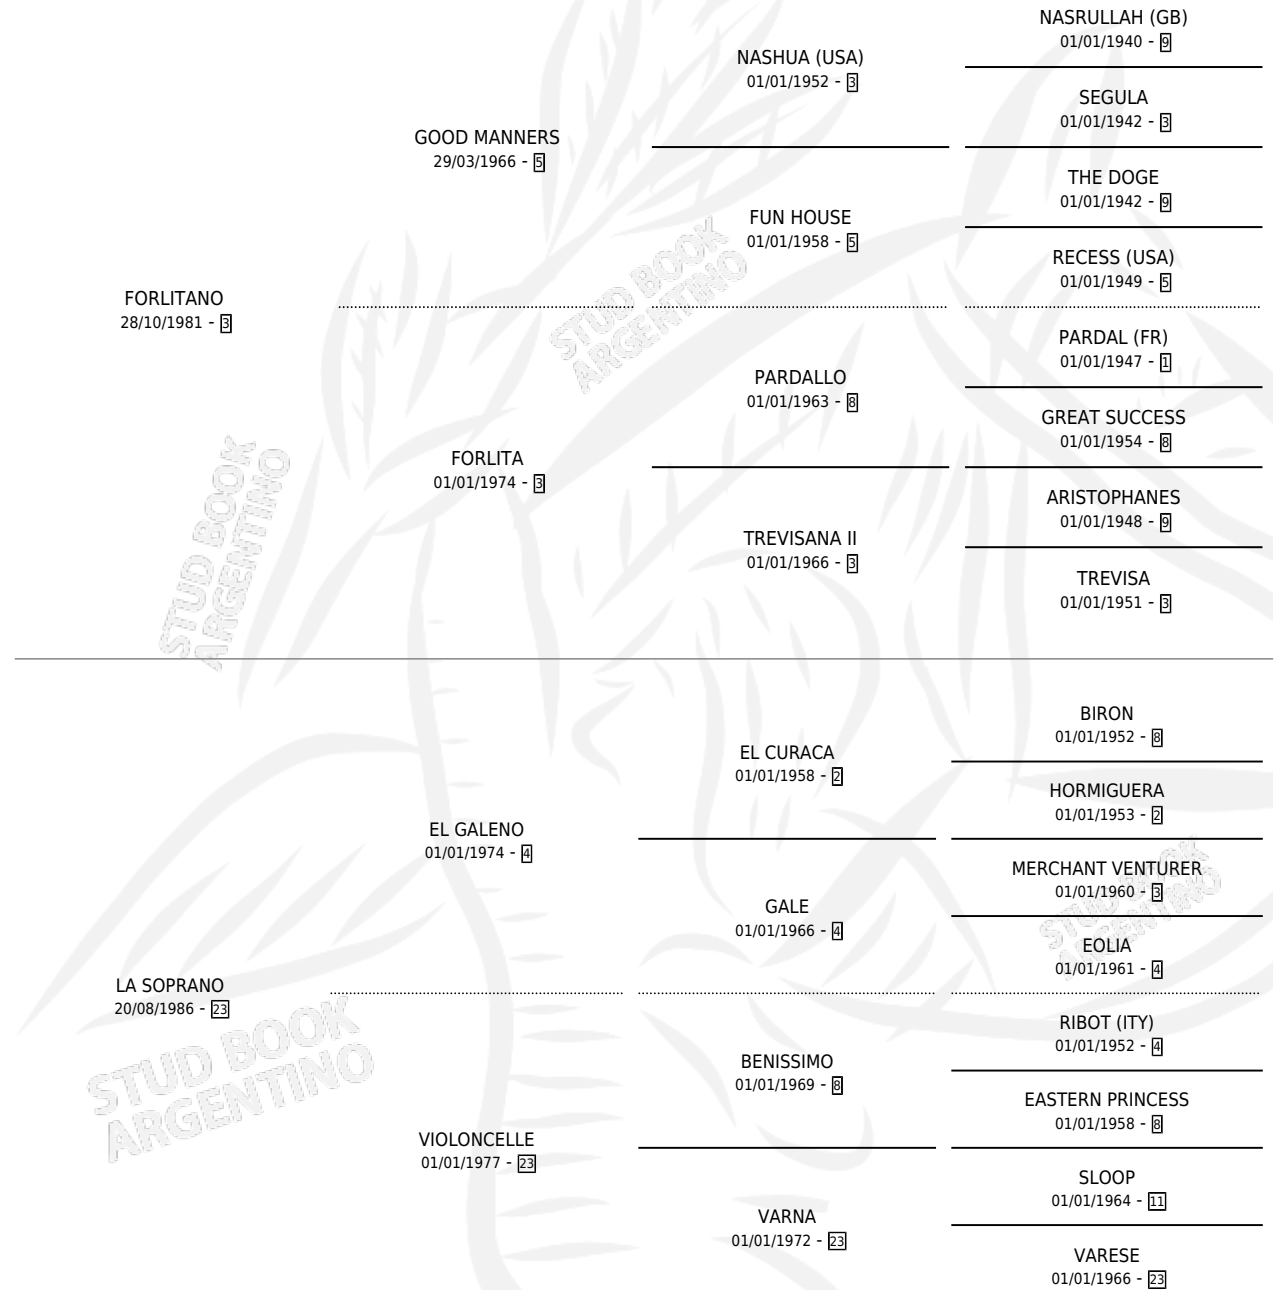 NASRULLAH (GB)
01/01/1940 - 9
NASHUA (USA)
01/01/1952 - 3
SEGULA
01/01/1942 - 3
GOOD MANNERS
29/03/1966 - 5
THE DOGE
01/01/1942 - 9
FUN HOUSE
01/01/1958 - 5
RECESS (USA)
01/01/1949 - 5
FORLITANO
28/10/1981 - 3
PARDAL (FR)
01/01/1947 - 1
PARDALLO
01/01/1963 - 8
GREAT SUCCESS
01/01/1954 - 8
FORLITA
01/01/1974 - 3
ARISTOPHANES
01/01/1948 - 9
TREVISANA II
01/01/1966 - 3
TREVISA
01/01/1951 - 3
STUD BOOK
ARGENTINO
STUD BOOK
ARGENTINO
BIRON
01/01/1952 - 8
EL CURACA
01/01/1958 - 2
HORMIGUERA
01/01/1953 - 2
EL GALENO
01/01/1974 - 4
MERCHANT VENTURER
01/01/1960 - 3
GALE
01/01/1966 - 4
EOLIA
01/01/1961 - 4
LA SOPRANO
20/08/1986 - 23
RIBOT (ITY)
01/01/1952 - 4
BENISSIMO
01/01/1969 - 8
EASTERN PRINCESS
01/01/1958 - 8
VIOLONCELLE
01/01/1977 - 23
SLOOP
01/01/1964 - 11
VARNA
01/01/1972 - 23
VARESE
01/01/1966 - 23
STUD BOOK
ARGENTINO
STUD BOOK
ARGENTINO